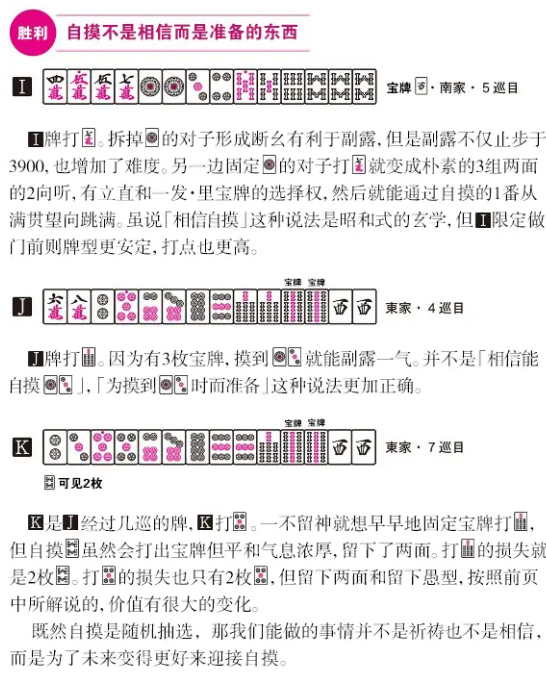 胜利 自摸不是相信而是准备的东西
I 四萬 伍萬 伍萬 七萬 宝牌 · 南家 · 5 巡目
I牌打。拆掉的对子形成断幺有利于副露，但是副露不仅止步于
3900，也增加了难度。另一边固定的对子打就变成朴素的3组两面
的2向听，有立直和一发·里宝牌的选择权，然后就能通过自摸的1番从
满贯望向跳满。虽说「相信自摸」这种说法是昭和式的玄学，但I限定做
门前则牌型更安定，打点也更高。
宝牌 宝牌
J 六萬 八萬 西 西 東家 · 4 巡目
J牌打。因为有3枚宝牌，摸到就能副露一气。并不是「相信能
自摸」，「为摸到时而准备」这种说法更加正确。
宝牌 宝牌
K 西 西 東家 · 7 巡目
可见2枚
K是J经过几巡的牌，K打。一不留神就想早早地固定宝牌打，
但自摸虽然会打出宝牌但平和气息浓厚，留下了两面。打的损失就
是2枚。打的损失也只有2枚，但留下两面和留下愚型，按照前页
中所解说的，价值有很大的变化。
既然自摸是随机抽选，那我们能做的事情并不是祈祷也不是相信，
而是为了未来变得更好来迎接自摸。